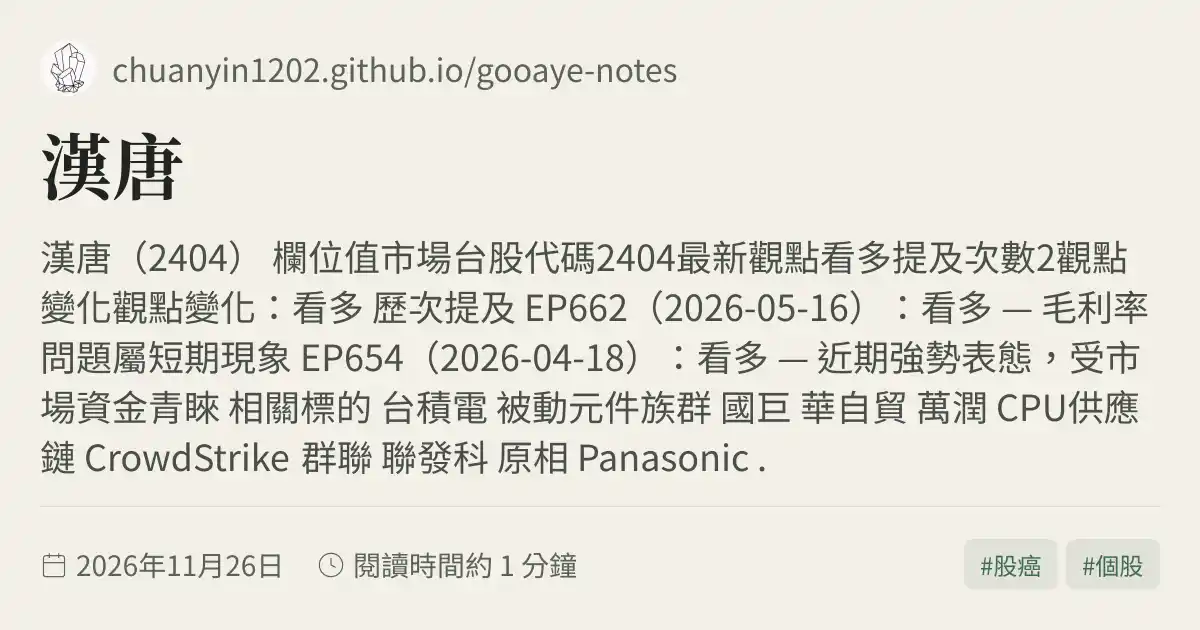 chuanyin1202.github.io/gooaye-notes
漢唐
漢唐（2404） 欄位值市場台股代碼2404最新觀點看多提及次數2觀點
變化觀點變化：看多 歷次提及 EP662（2026-05-16）：看多 — 毛利率
問題屬短期現象 EP654（2026-04-18）：看多 — 近期強勢表態，受市
場資金青睞 相關標的 台積電 被動元件族群 國巨 華自貿 萬潤 CPU供應
鏈 CrowdStrike 群聯 聯發科 原相 Panasonic .
2026年11月26日 閱讀時間約 1 分鐘 #股癌 #個股